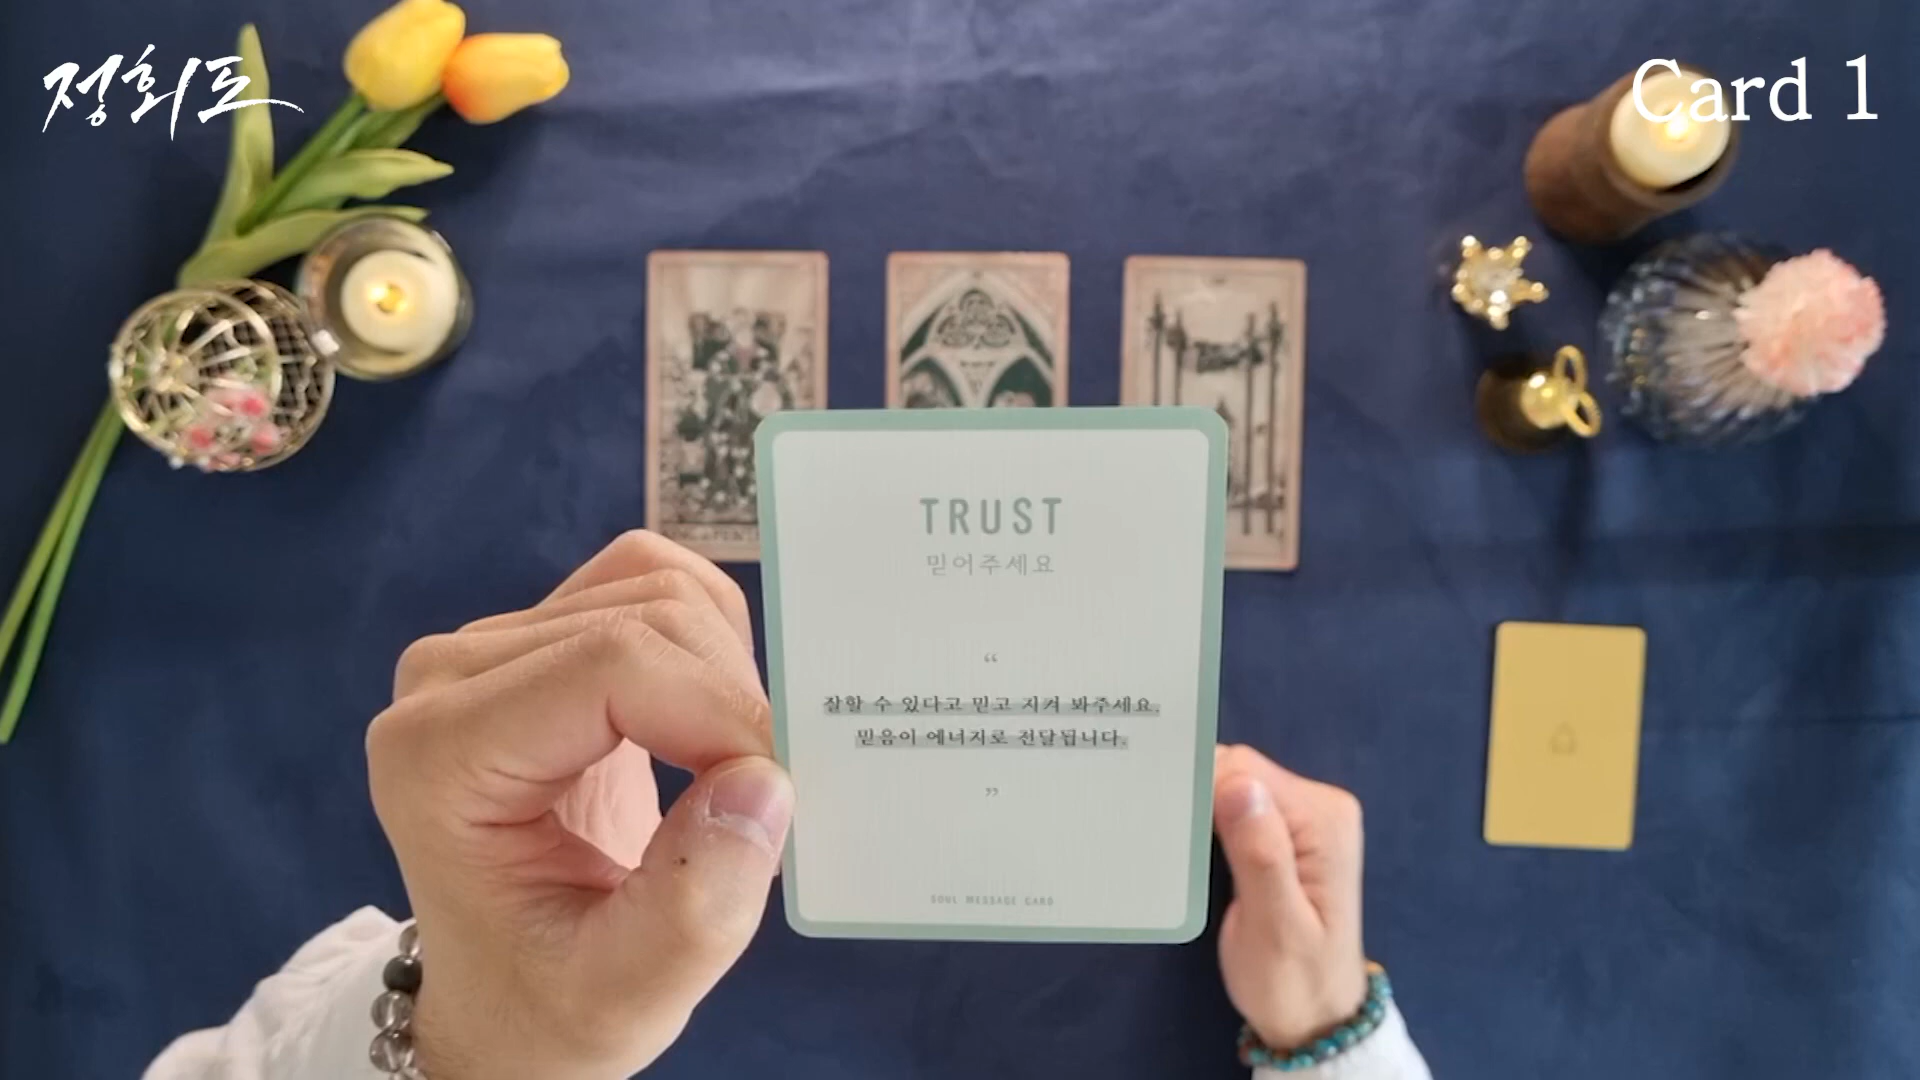 정회도
Card 1
TRUST
믿어주세요
“
잘할 수 있다고 믿고 지켜 봐주세요.
믿음이 에너지로 전달됩니다.
”
SOUL MESSAGE CARD